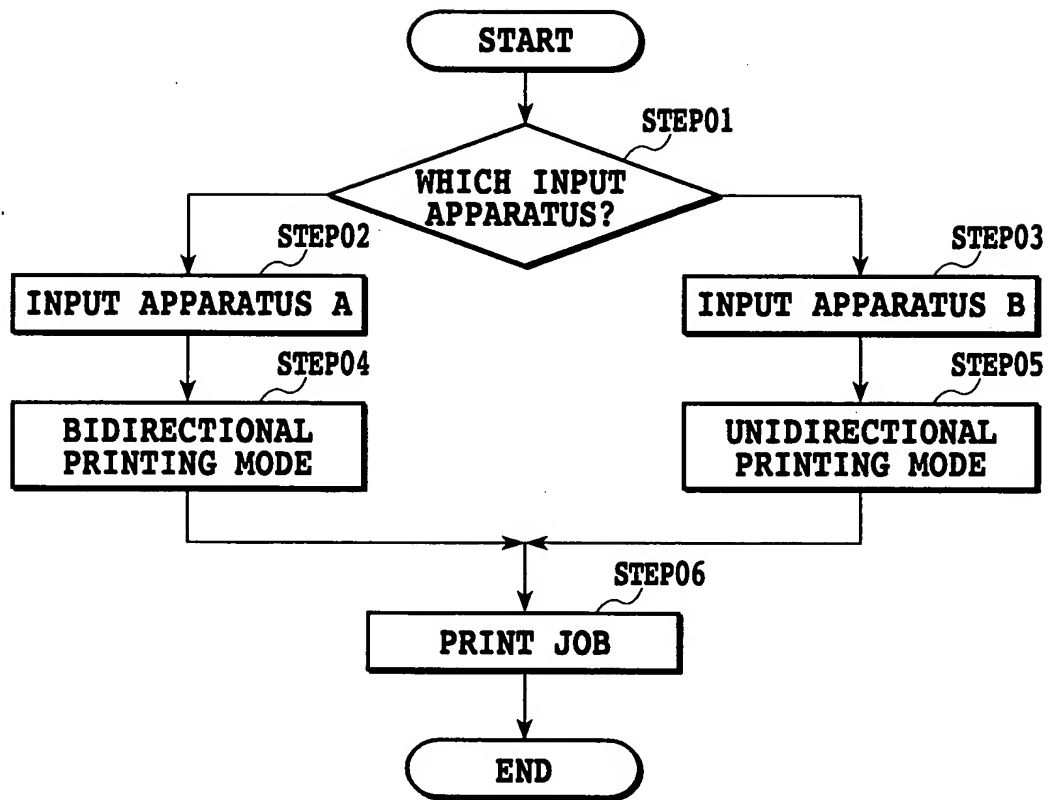 START
STEP01
WHICH INPUT
APPARATUS?
STEP02
INPUT APPARATUS A
STEP03
INPUT APPARATUS B
STEP04
BIDIRECTIONAL
PRINTING MODE
STEP05
UNIDIRECTIONAL
PRINTING MODE
STEP06
PRINT JOB
END